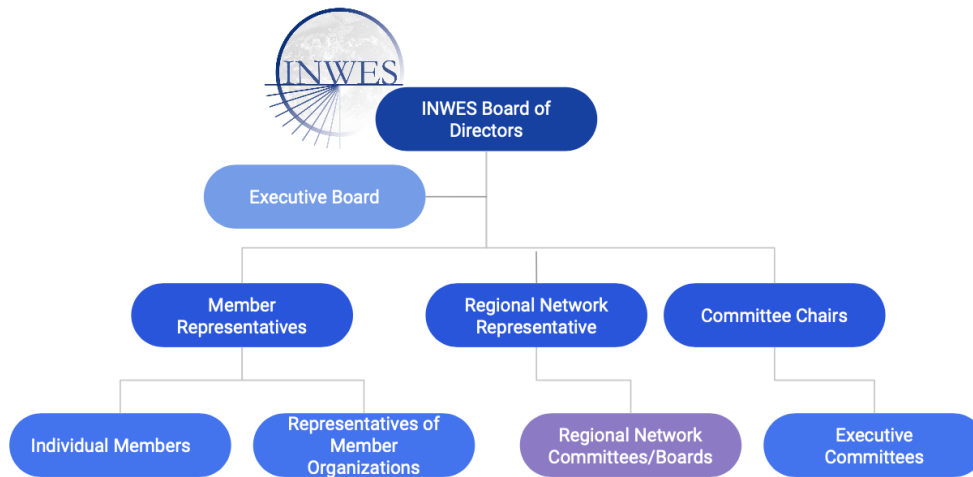 INWES
INWES Board of
Directors
Executive Board
Member
Representatives
Regional Network
Representative
Committee Chairs
Individual Members
Representatives of
Member
Organizations
Regional Network
Committees/Boards
Executive
Committees